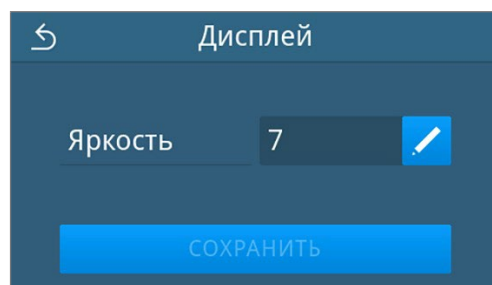 Дисплей
Яркость
7
СОХРАНИТЬ